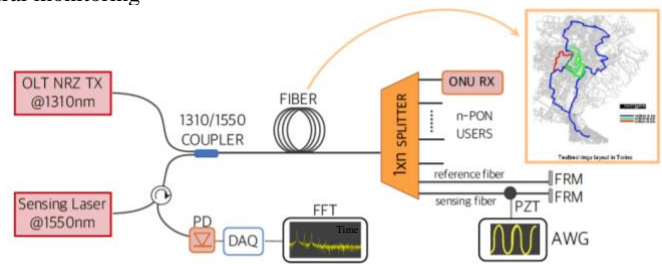 OLT NRZ TX
@1310nm
1310/1550
COUPLER
FIBER
1xn SPLITTER
ONU RX
n-PON
USERS
reference fiber
FRM
sensing fiber
FRM
PZT
AWG
Sensing Laser
@1550nm
PD
DAQ
FFT
Time
Testbed rings layout in Torino